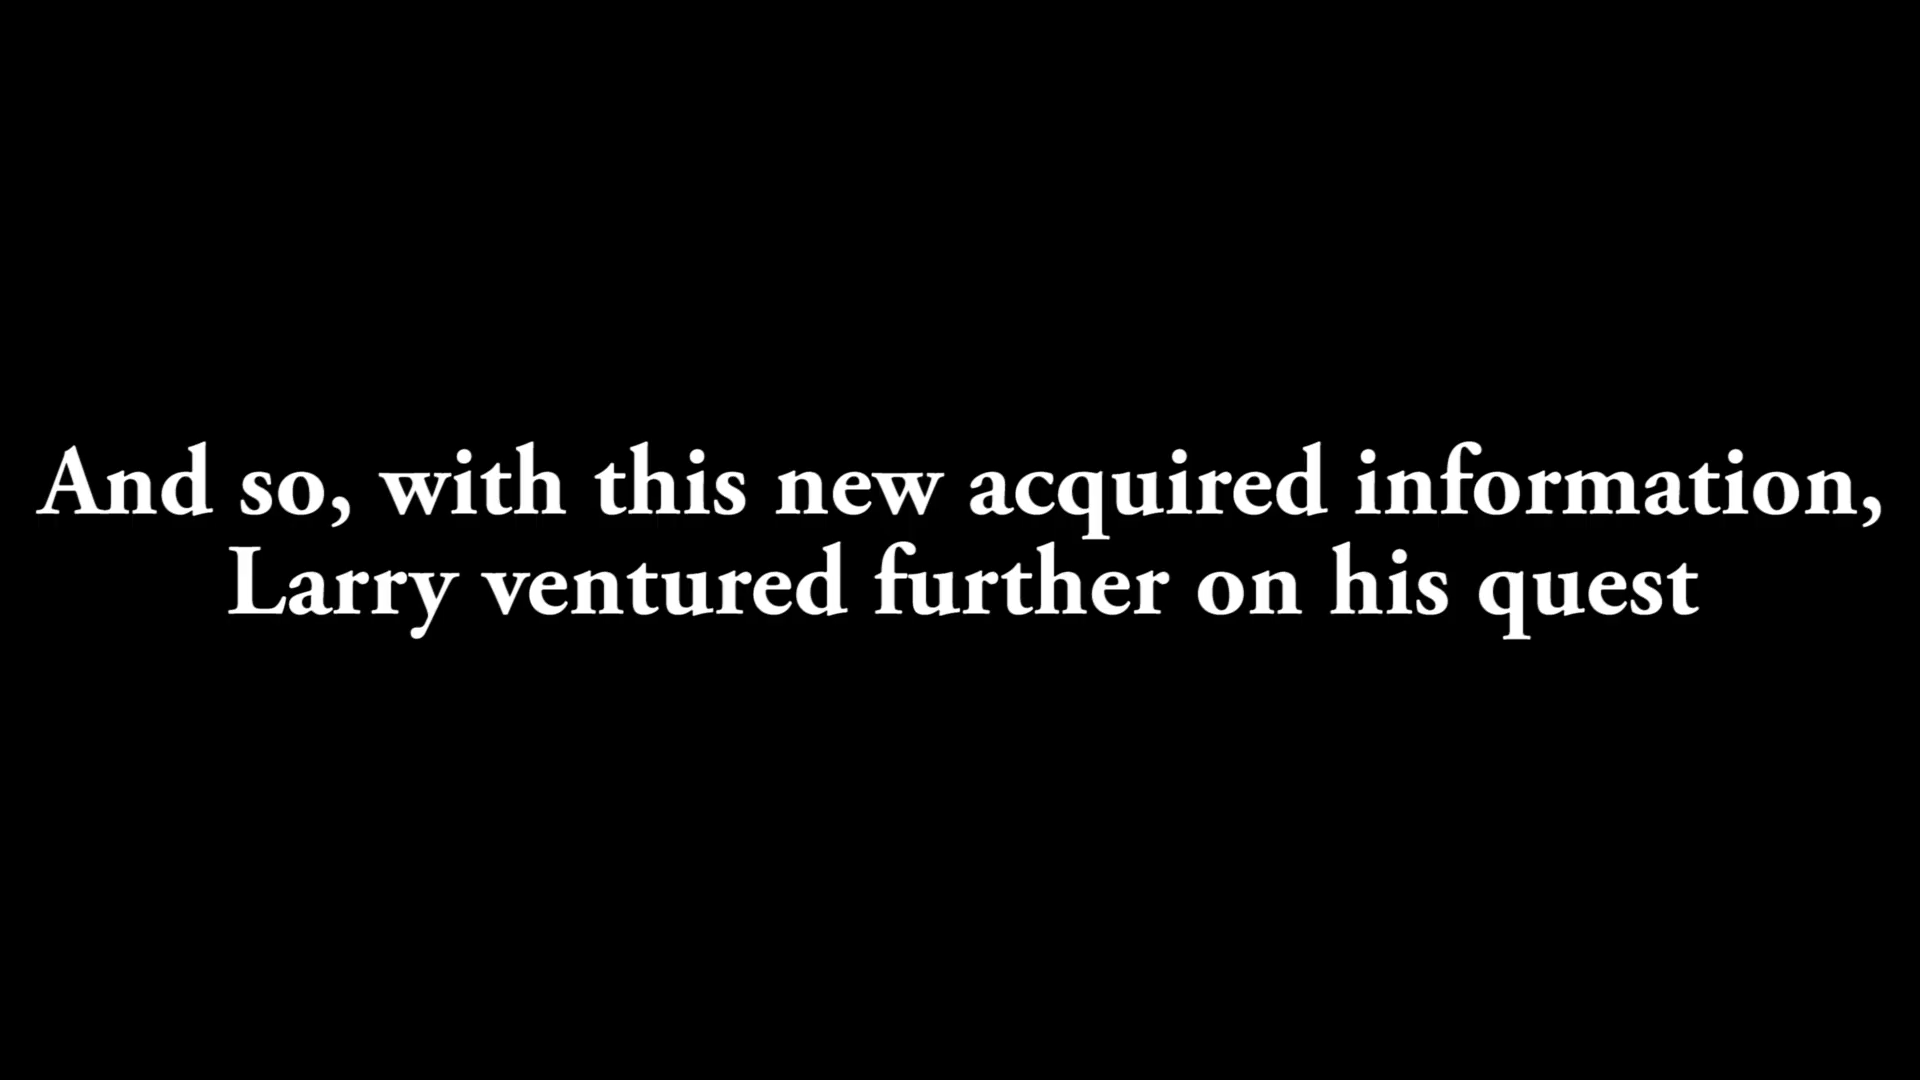 And so, with this new acquired information,
Larry ventured further on his quest